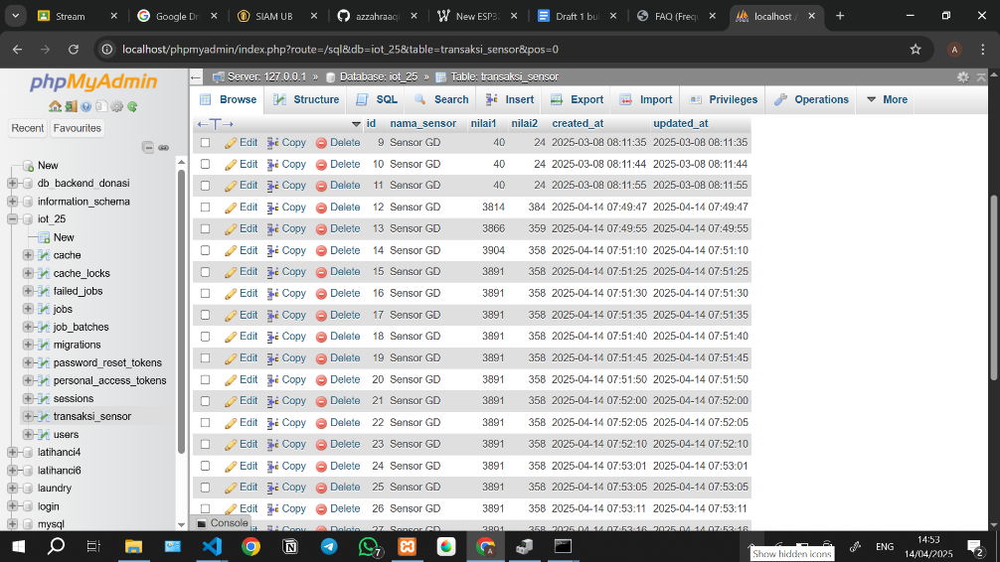 Stream
Google Dr
SIAM UB
azzahraaqi
New ESP3
Draft 1 bu
FAQ (Freq
localhost /
localhost/phpmyadmin/index.php?route=/sql&db=iot_25&table=transaksi_sensor&pos=0
A
phpMyAdmin
Recent Favourites
New
db_backend_donasi
information_schema
iot_25
New
cache
cache_locks
failed_jobs
jobs
job_batches
migrations
password_reset_tokens
personal_access_tokens
sessions
transaksi_sensor
users
latihanci4
latihanci6
laundry
login
mysql
Server: 127.0.0.1 » Database: iot_25 » Table: transaksi_sensor
Browse Structure SQL Search Insert Export Import Privileges Operations More
id nama_sensor nilai1 nilai2 created_at updated_at
Edit Copy Delete 9 Sensor GD 40 24 2025-03-08 08:11:35 2025-03-08 08:11:35
Edit Copy Delete 10 Sensor GD 40 24 2025-03-08 08:11:44 2025-03-08 08:11:44
Edit Copy Delete 11 Sensor GD 40 24 2025-03-08 08:11:55 2025-03-08 08:11:55
Edit Copy Delete 12 Sensor GD 3814 384 2025-04-14 07:49:47 2025-04-14 07:49:47
Edit Copy Delete 13 Sensor GD 3866 359 2025-04-14 07:49:55 2025-04-14 07:49:55
Edit Copy Delete 14 Sensor GD 3904 358 2025-04-14 07:51:10 2025-04-14 07:51:10
Edit Copy Delete 15 Sensor GD 3891 358 2025-04-14 07:51:25 2025-04-14 07:51:25
Edit Copy Delete 16 Sensor GD 3891 358 2025-04-14 07:51:30 2025-04-14 07:51:30
Edit Copy Delete 17 Sensor GD 3891 358 2025-04-14 07:51:35 2025-04-14 07:51:35
Edit Copy Delete 18 Sensor GD 3891 358 2025-04-14 07:51:40 2025-04-14 07:51:40
Edit Copy Delete 19 Sensor GD 3891 358 2025-04-14 07:51:45 2025-04-14 07:51:45
Edit Copy Delete 20 Sensor GD 3891 358 2025-04-14 07:51:50 2025-04-14 07:51:50
Edit Copy Delete 21 Sensor GD 3891 358 2025-04-14 07:52:00 2025-04-14 07:52:00
Edit Copy Delete 22 Sensor GD 3891 358 2025-04-14 07:52:05 2025-04-14 07:52:05
Edit Copy Delete 23 Sensor GD 3891 358 2025-04-14 07:52:10 2025-04-14 07:52:10
Edit Copy Delete 24 Sensor GD 3891 358 2025-04-14 07:53:01 2025-04-14 07:53:01
Edit Copy Delete 25 Sensor GD 3891 358 2025-04-14 07:53:05 2025-04-14 07:53:05
Edit Copy Delete 26 Sensor GD 3891 358 2025-04-14 07:53:11 2025-04-14 07:53:11
Console
7
ENG
14:53
14/04/2025
2
Show hidden icons